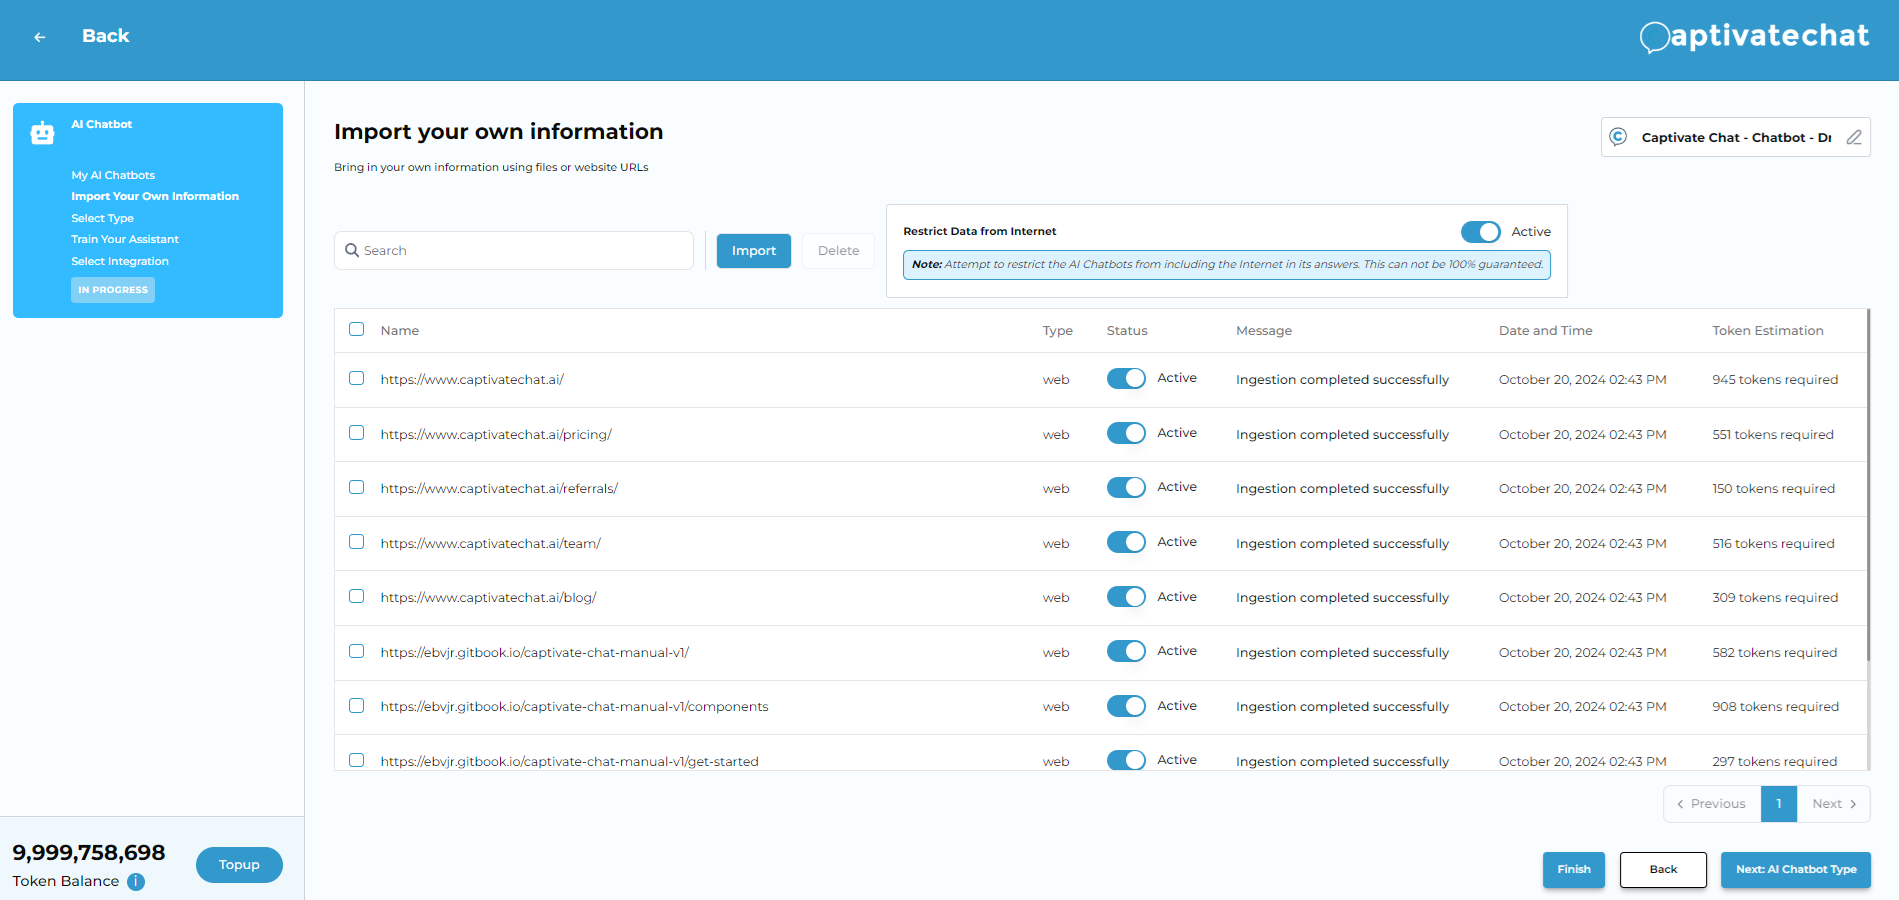 ← Back
aptivatechat
AI Chatbot
My AI Chatbots
Import Your Own Information
Select Type
Train Your Assistant
Select Integration
IN PROGRESS
Import your own information
Bring in your own information using files or website URLs
Captivate Chat - Chatbot - Dr
Search
Import
Delete
Restrict Data from Internet
Active
Note: Attempt to restrict the AI Chatbots from including the Internet in its answers. This can not be 100% guaranteed.
Name Type Status Message Date and Time Token Estimation
https://www.captivatechat.ai/ web Active Ingestion completed successfully October 20, 2024 02:43 PM 945 tokens required
https://www.captivatechat.ai/pricing/ web Active Ingestion completed successfully October 20, 2024 02:43 PM 551 tokens required
https://www.captivatechat.ai/referrals/ web Active Ingestion completed successfully October 20, 2024 02:43 PM 150 tokens required
https://www.captivatechat.ai/team/ web Active Ingestion completed successfully October 20, 2024 02:43 PM 516 tokens required
https://www.captivatechat.ai/blog/ web Active Ingestion completed successfully October 20, 2024 02:43 PM 309 tokens required
https://ebvjr.gitbook.io/captivate-chat-manual-v1/ web Active Ingestion completed successfully October 20, 2024 02:43 PM 582 tokens required
https://ebvjr.gitbook.io/captivate-chat-manual-v1/components web Active Ingestion completed successfully October 20, 2024 02:43 PM 908 tokens required
https://ebvjr.gitbook.io/captivate-chat-manual-v1/get-started web Active Ingestion completed successfully October 20, 2024 02:43 PM 297 tokens required
‹ Previous 1 Next ›
9,999,758,698
Token Balance i
Topup
Finish
Back
Next: AI Chatbot Type